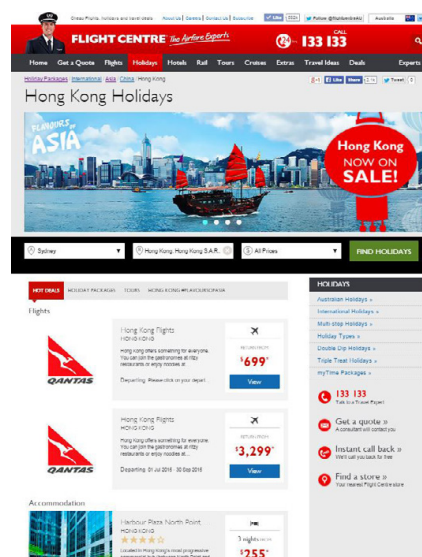 Cheap Flights, holidays and travel deals
About Us
Centre
Contact Us
Like
Follow @flightcentreAU
Australia
FLIGHT CENTRE The Airfare Experts
24
CALL
133 133
Home Get a Quote Flights Holidays Hotels Rail Tours Cruises Extras Travel Ideas Deals Experts
Holiday Packages International Asia China Hong Kong
Like Share Tweet
Hong Kong Holidays
FLAVOURS of
ASIA
Hong Kong
NOW ON
SALE!
Sydney
Hong Kong, Hong Kong S.A.R.
All Prices
FIND HOLIDAYS
HOT DEALS HOLIDAY PACKAGES TOURS HONG KONG #FLAVOURSOFASIA
Flights
Hong Kong Flights
HONG KONG
Hong Kong offers something for everyone.
You can join the gastronomes at ritzy
restaurants or enjoy noodles at...
Departing: Please click on your depart...
RETURN FROM
$699*
View
QANTAS
Hong Kong Flights
HONG KONG
Hong Kong offers something for everyone.
You can join the gastronomes at ritzy
restaurants or enjoy noodles at...
Departing: 01 Jul 2016 - 30 Sep 2016
RETURN FROM
$3,299*
View
QANTAS
Accommodation
Harbour Plaza North Point,
HONG KONG
Located in Hong Kong's most progressive
3 nights
$255*
HOLIDAYS
Australian Holidays »
International Holidays »
Multi-stop Holidays »
Holiday Types »
Double Dip Holidays »
Triple Treat Holidays »
myTime Packages »
133 133
Talk to a Travel Expert
Get a quote »
A consultant will contact you
Instant call back »
We'll call you back for free
Find a store »
Your nearest Flight Centre store